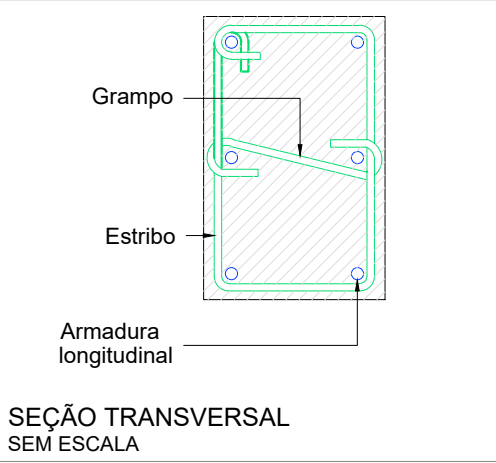 Grampo
Estribo
Armadura
longitudinal
SEÇÃO TRANSVERSAL
SEM ESCALA